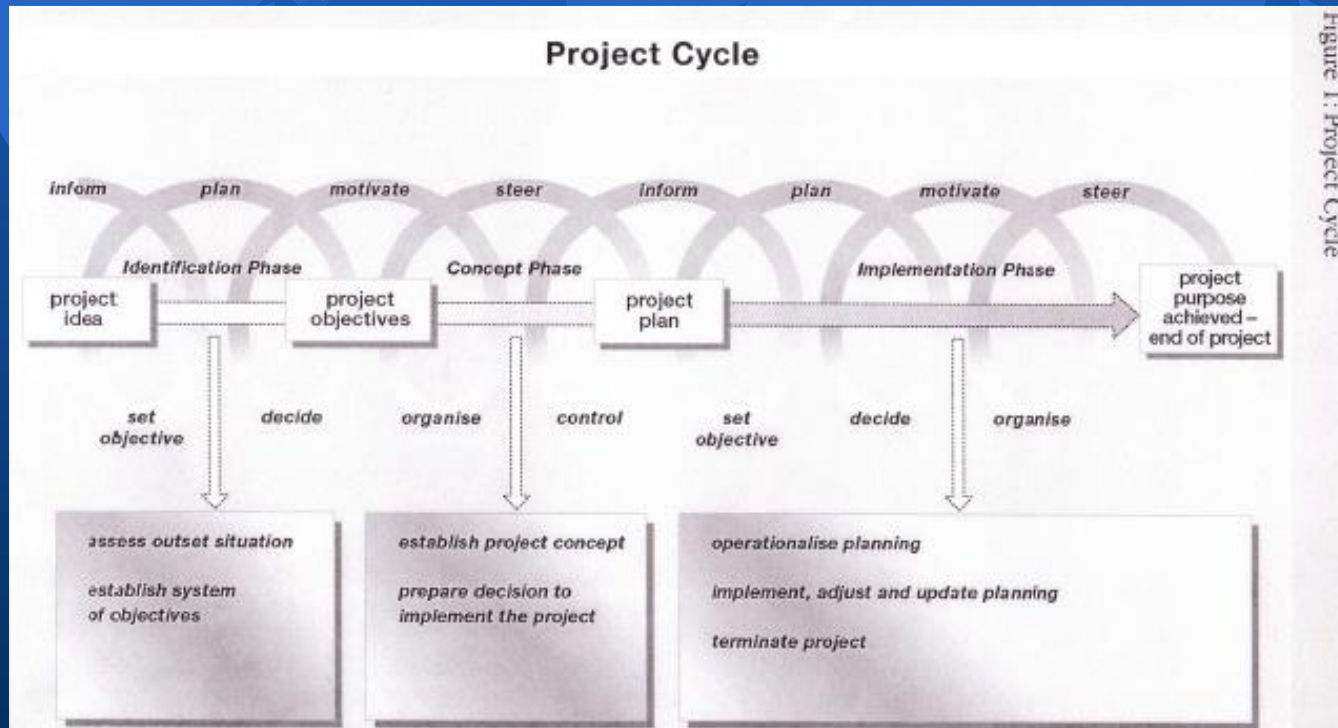 Project Cycle
Figure 1: Project Cycle
inform
plan
motivate
steer
inform
plan
motivate
steer
Identification Phase
Concept Phase
Implementation Phase
project
idea
project
objectives
project
plan
project
purpose
achieved –
end of project
set
objective
decide
organise
control
set
objective
decide
organise
assess outset situation
establish system
of objectives
establish project concept
prepare decision to
implement the project
operationalise planning
implement, adjust and update planning
terminate project